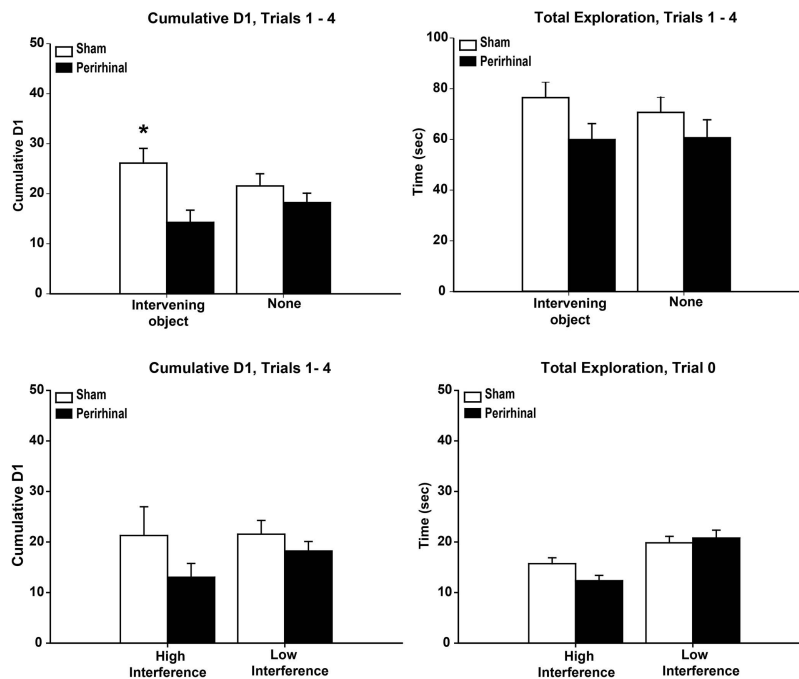 Cumulative D1, Trials 1 - 4
50
40
30
20
10
0
Cumulative D1
Sham
Perirhinal
*
Intervening
object
None
Total Exploration, Trials 1 - 4
100
80
60
40
20
0
Time (sec)
Sham
Perirhinal
Intervening
object
None
Cumulative D1, Trials 1- 4
50
40
30
20
10
0
Cumulative D1
Sham
Perirhinal
High
Interference
Low
Interference
Total Exploration, Trial 0
50
40
30
20
10
0
Time (sec)
Sham
Perirhinal
High
Interference
Low
Interference